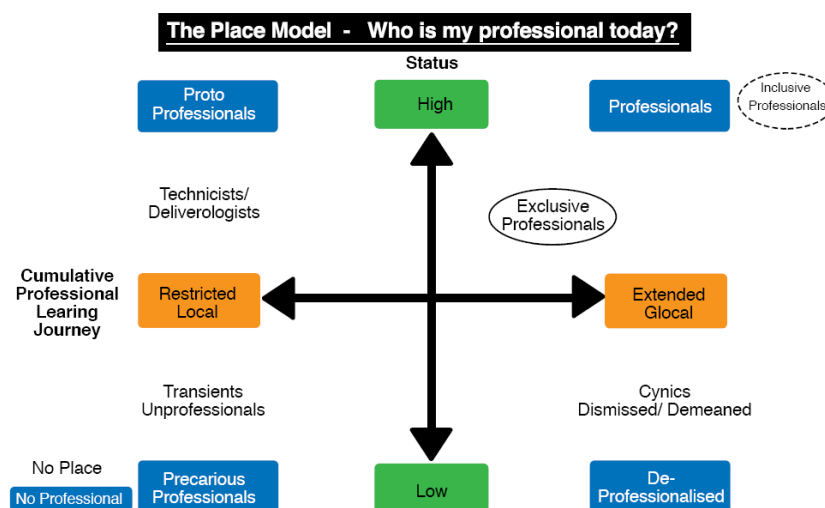 The Place Model - Who is my professional today?
Status
Proto
Professionals
High
Professionals
Inclusive
Professionals
Technicists/
Deliverologists
Exclusive
Professionals
Cumulative
Professional
Learing
Journey
Restricted
Local
Extended
Glocal
Transients
Unprofessionals
Cynics
Dismissed/ Demeaned
No Place
No Professional
Precarious
Professionals
Low
De-
Professionalised